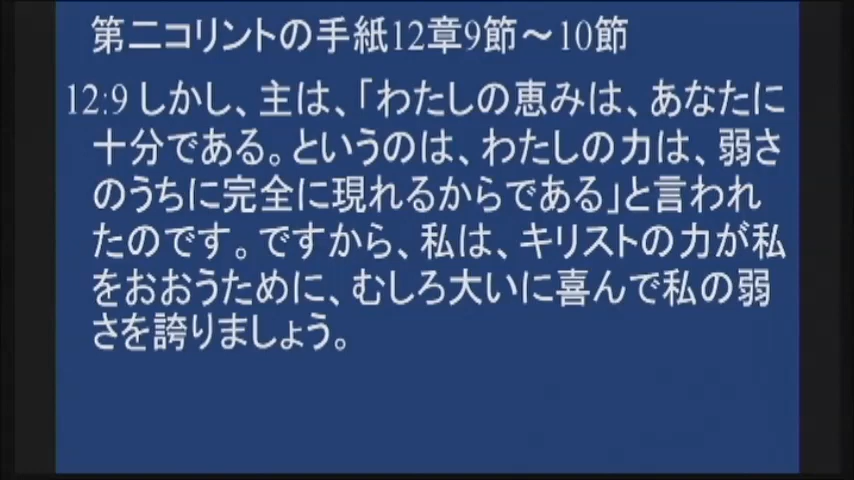 第二コリントの手紙12章9節～10節
12:9 しかし、主は、「わたしの恵みは、あなたに
十分である。というのは、わたしの力は、弱さ
のうちに完全に現れるからである」と言われ
たのです。ですから、私は、キリストの力が私
をおおうために、むしろ大いに喜んで私の弱
さを誇りましょう。